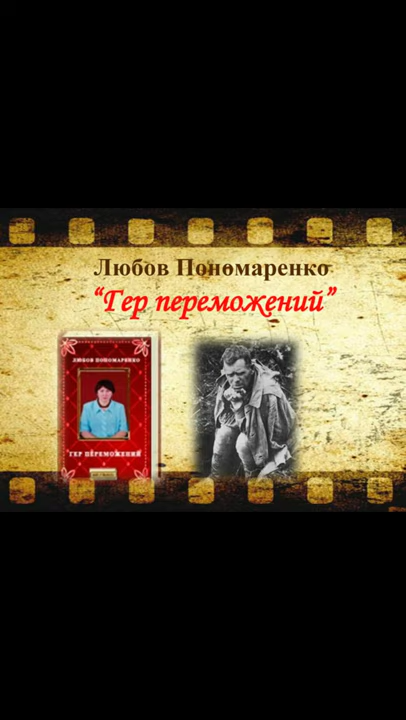 Любов Пономаренко
“Гер переможений”
ЛЮБОВ ПОНОМАРЕНКО
"ГЕР ПЕРЕМОЖЕНИЙ"